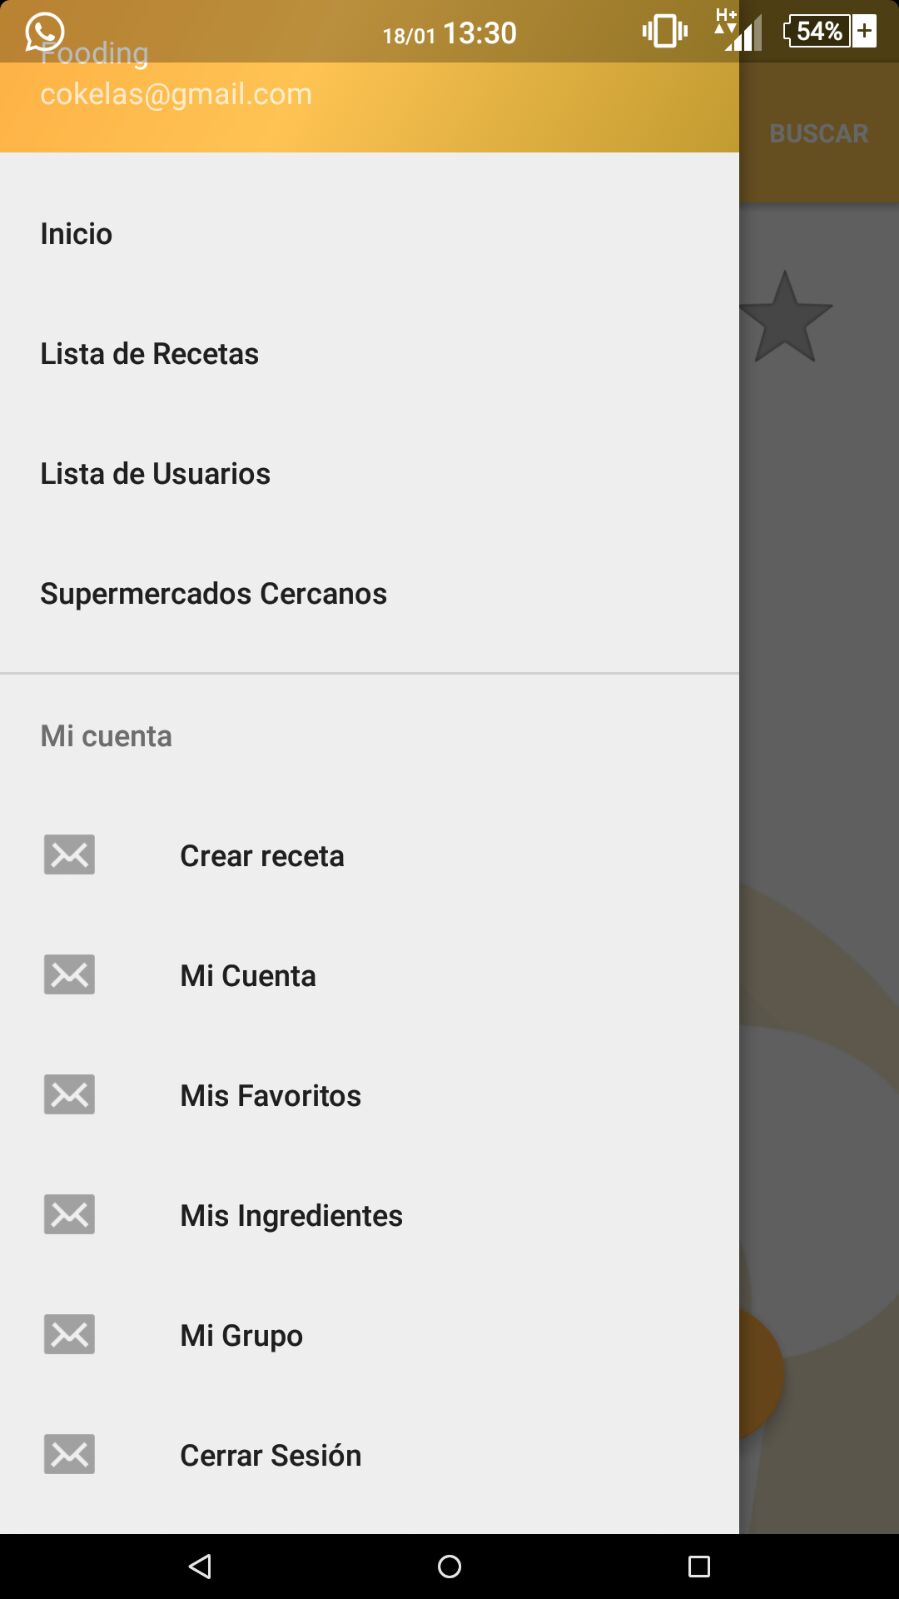 18/01 13:30
H+
54%
Fooding
cokelas@gmail.com
BUSCAR
Inicio
Lista de Recetas
Lista de Usuarios
Supermercados Cercanos
Mi cuenta
Crear receta
Mi Cuenta
Mis Favoritos
Mis Ingredientes
Mi Grupo
Cerrar Sesión